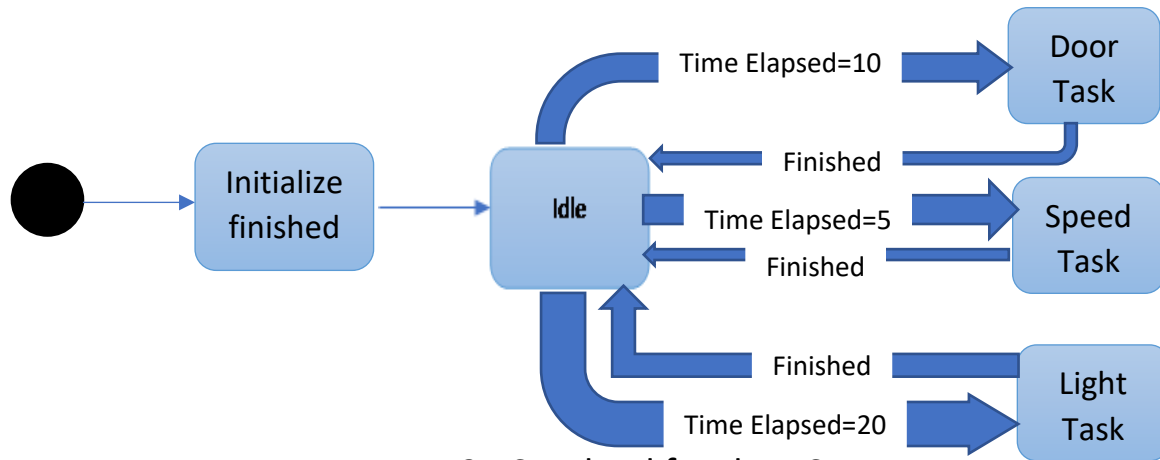 Door
Task
Time Elapsed=10
Finished
Initialize
finished
Idle
Time Elapsed=5
Speed
Task
Finished
Finished
Light
Task
Time Elapsed=20